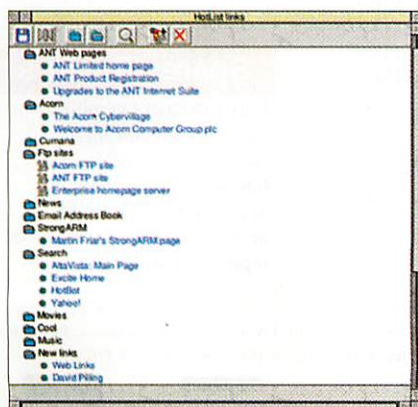 HotList links
ANT Web pages
ANT Limited home page
ANT Product Registration
Upgrades to the ANT Internet Suite
Acorn
The Acorn Cybervillage
Welcome to Acorn Computer Group plc
Cumana
Ftp sites
Acorn FTP site
ANT FTP site
Enterprise homepage server
News
Email Address Book
StrongARM
Martin Friar's StrongARM page
Search
AltaVista: Main Page
Excite Home
HotBot
Yahoo!
Movies
Cool
Music
New links
Web Links
David Pilling